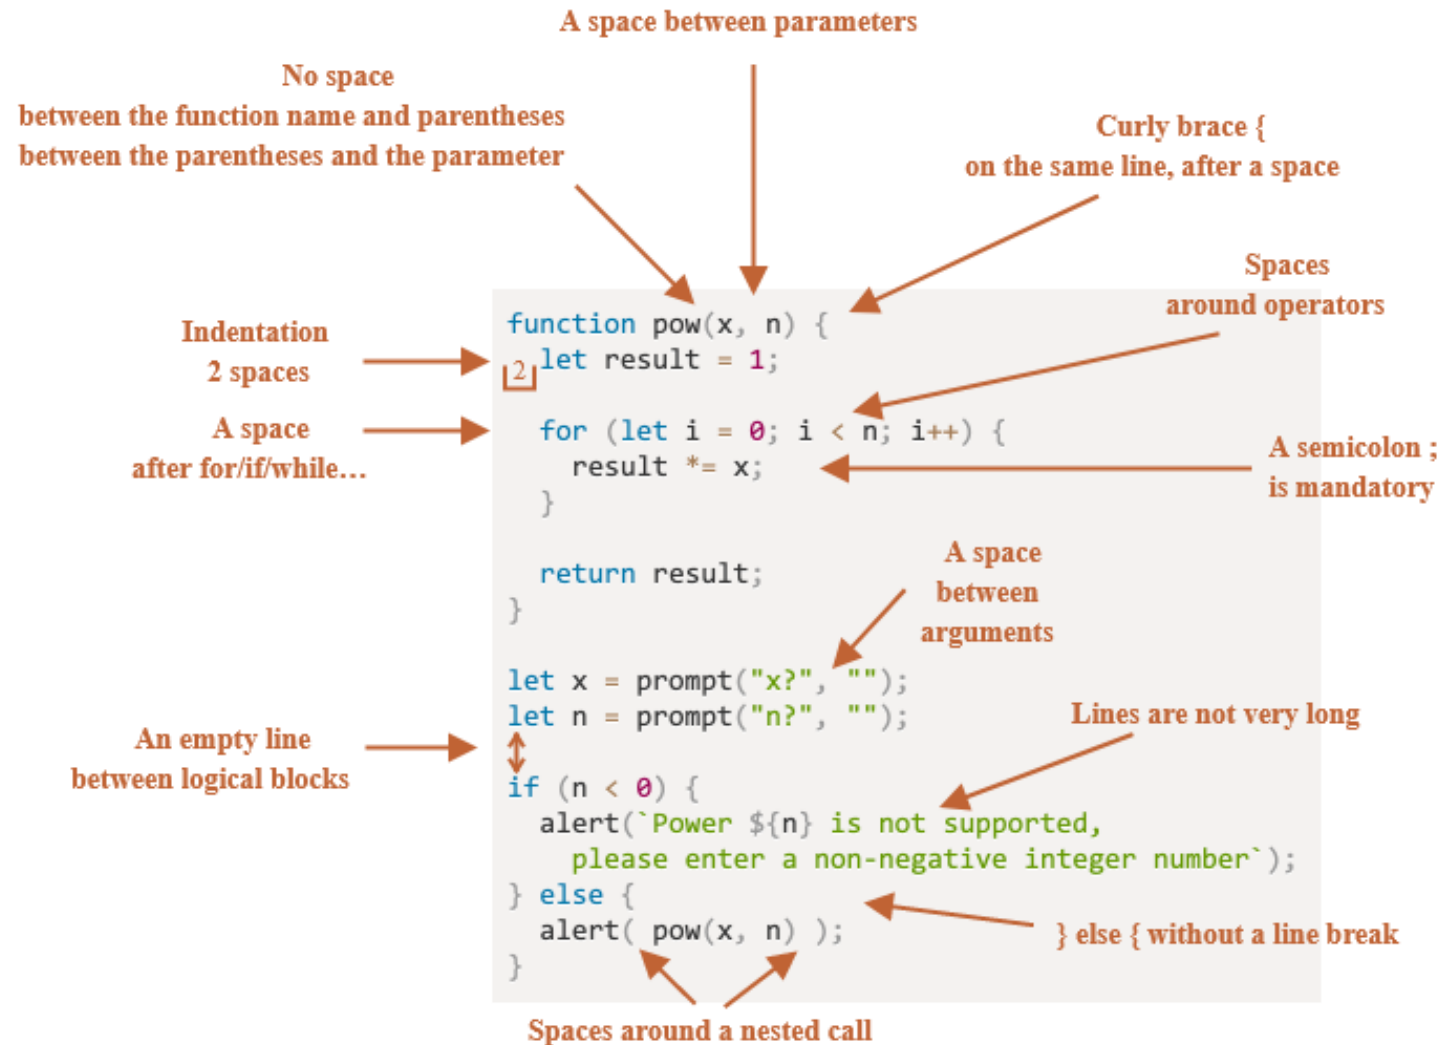 A space between parameters
No space
between the function name and parentheses
between the parentheses and the parameter
Curly brace {
on the same line, after a space
Spaces
around operators
Indentation
2 spaces
A space
after for/if/while…
function pow(x, n) {
2
  let result = 1;

  for (let i = 0; i < n; i++) {
    result *= x;
  }

  return result;
}

let x = prompt("x?", "");
let n = prompt("n?", "");

if (n < 0) {
  alert(`Power ${n} is not supported,
    please enter a non-negative integer number`);
} else {
  alert( pow(x, n) );
}
A semicolon ;
is mandatory
A space
between
arguments
An empty line
between logical blocks
Lines are not very long
} else { without a line break
Spaces around a nested call